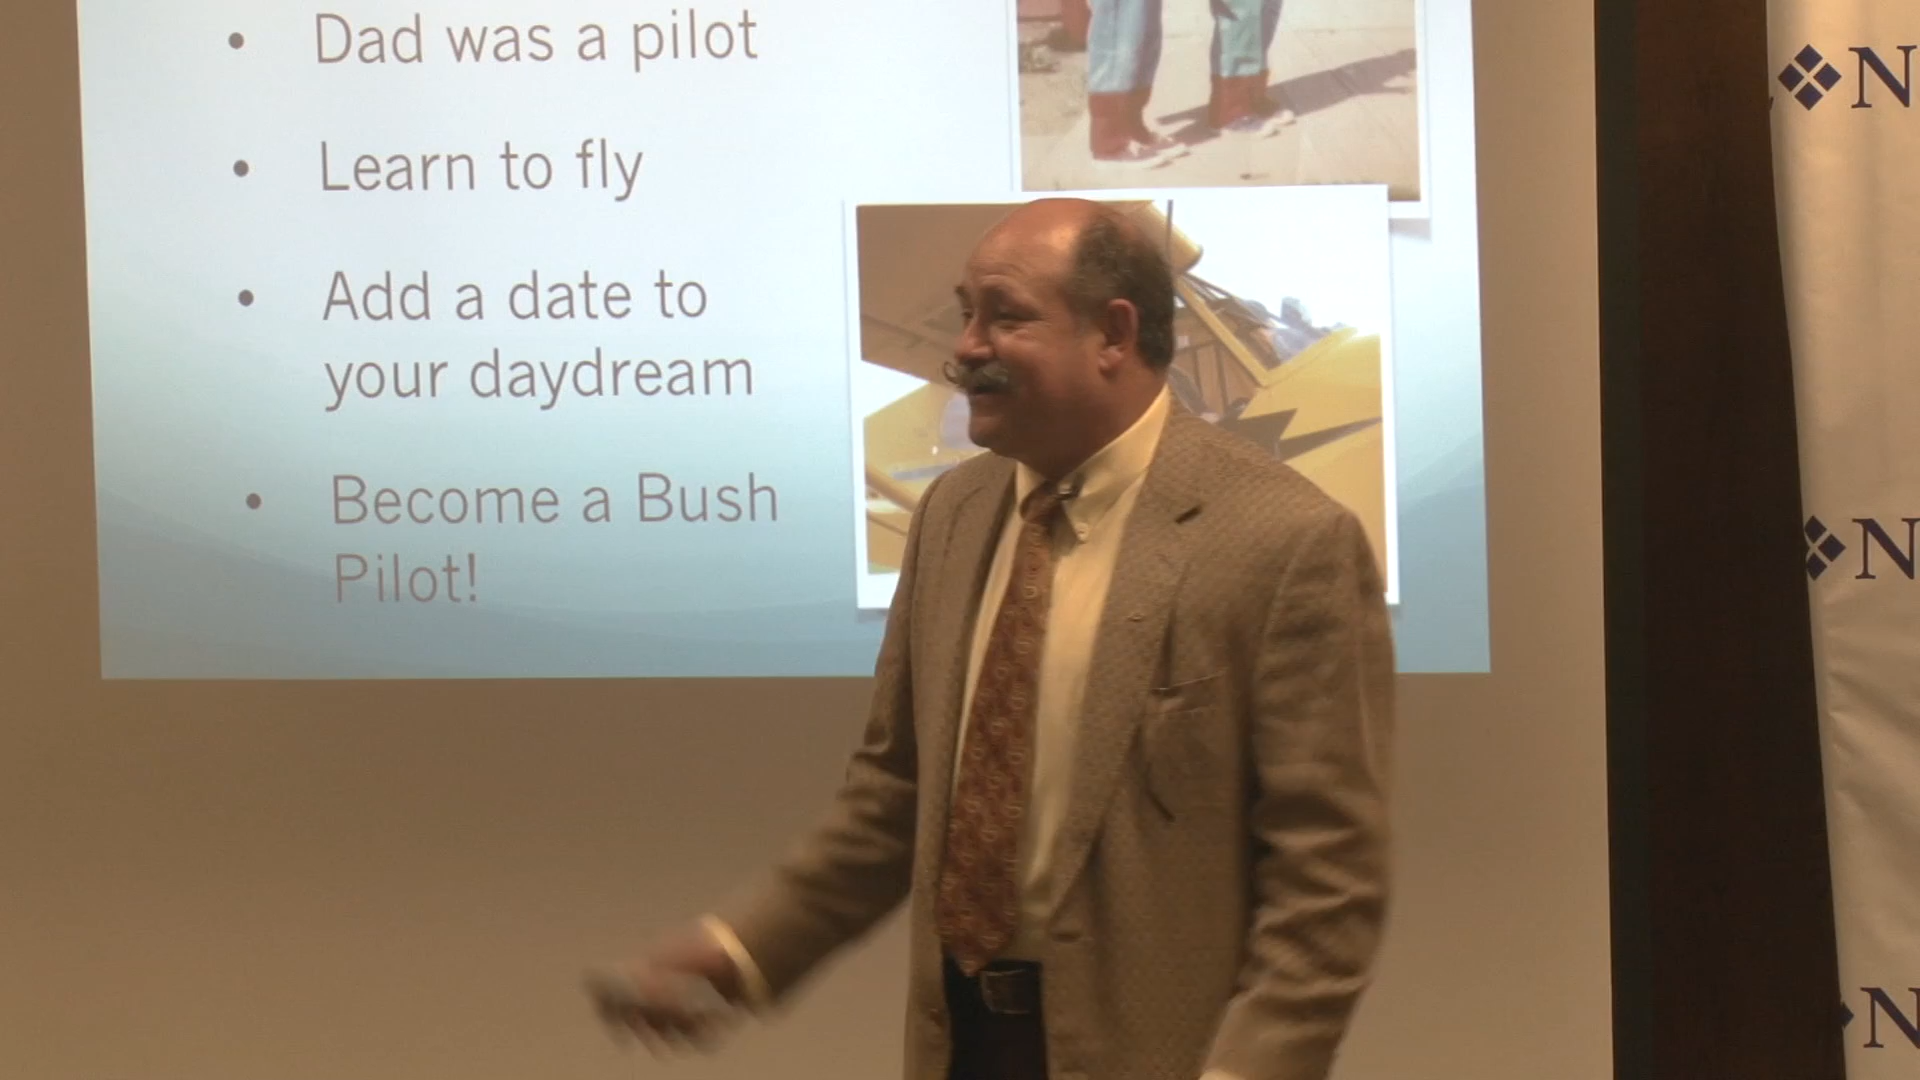 • Dad was a pilot
• Learn to fly
• Add a date to
your daydream
• Become a Bush
Pilot!
N
N
N